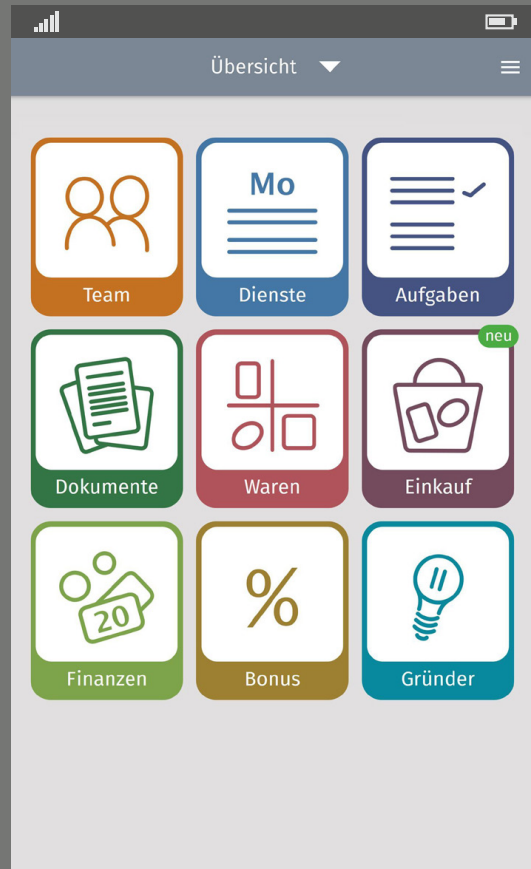 Übersicht
Mo
Team
Dienste
Aufgaben
neu
Dokumente
Waren
Einkauf
20
%
Finanzen
Bonus
Gründer